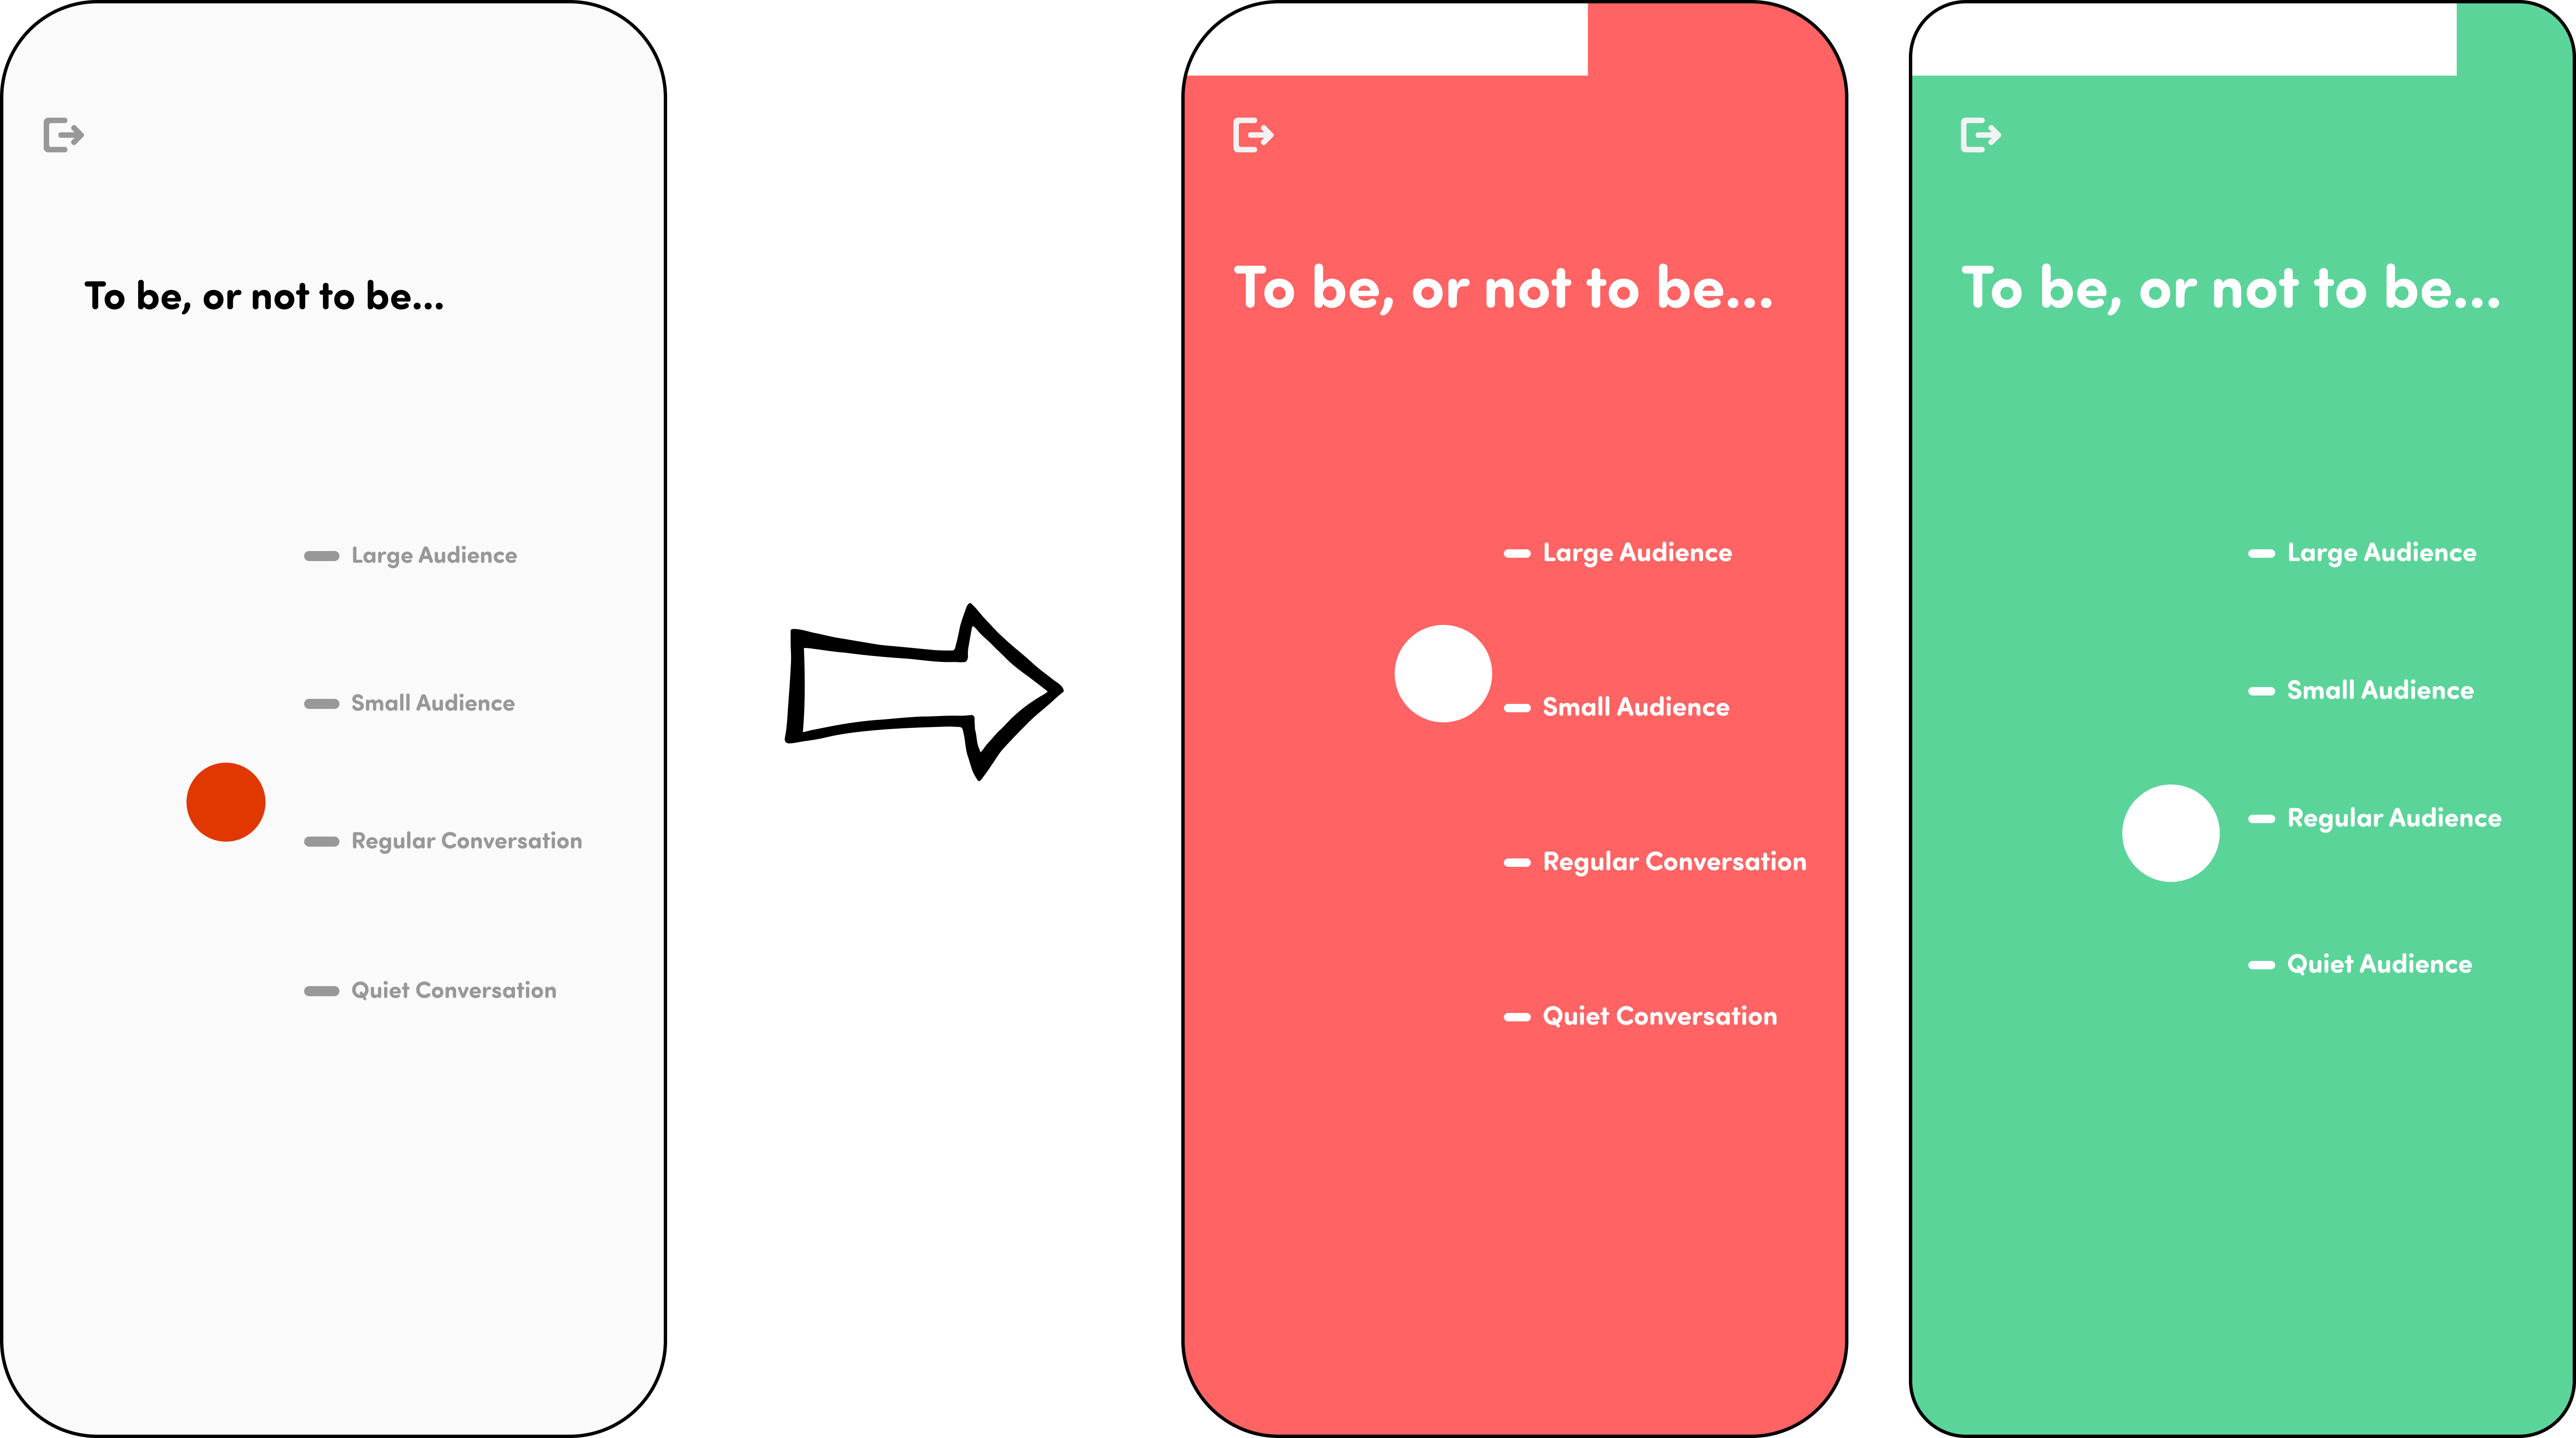 To be, or not to be...
Large Audience
Small Audience
Regular Conversation
Quiet Conversation
To be, or not to be...
Large Audience
Small Audience
Regular Conversation
Quiet Conversation
To be, or not to be...
Large Audience
Small Audience
Regular Audience
Quiet Audience